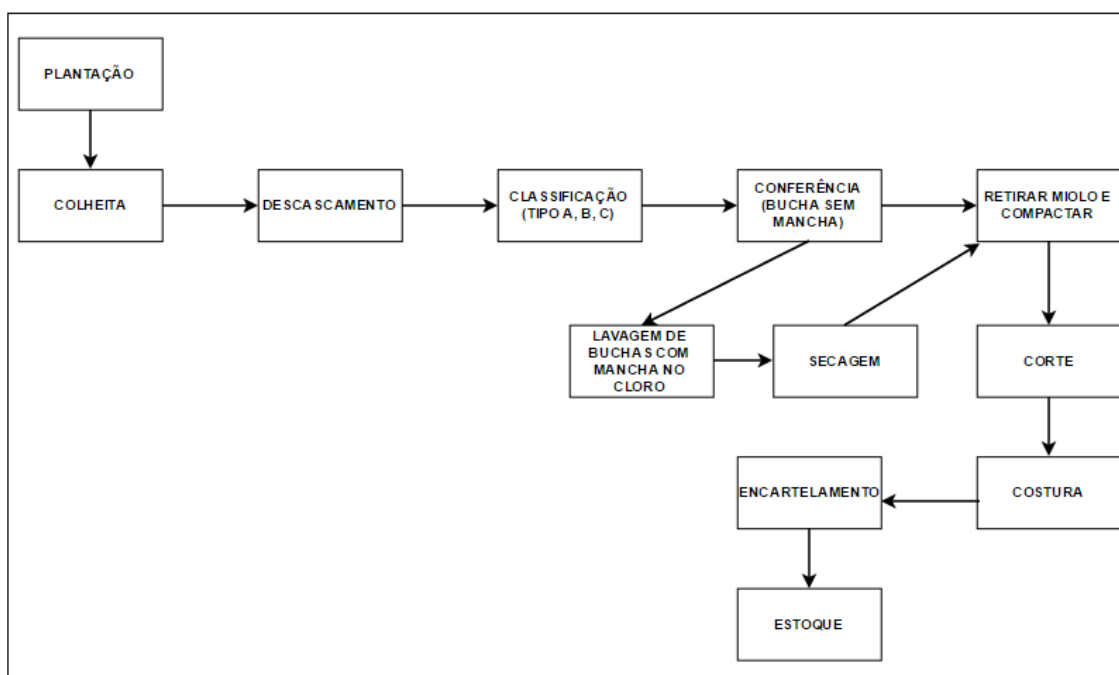 PLANTAÇÃO
COLHEITA
DESCASCAMENTO
CLASSIFICAÇÃO
(TIPO A, B, C)
CONFERÊNCIA
(BUCHA SEM
MANCHA)
RETIRAR MIOLO E
COMPACTAR
LAVAGEM DE
BUCHAS COM
MANCHA NO
CLORO
SECAGEM
CORTE
COSTURA
ENCARTELAMENTO
ESTOQUE